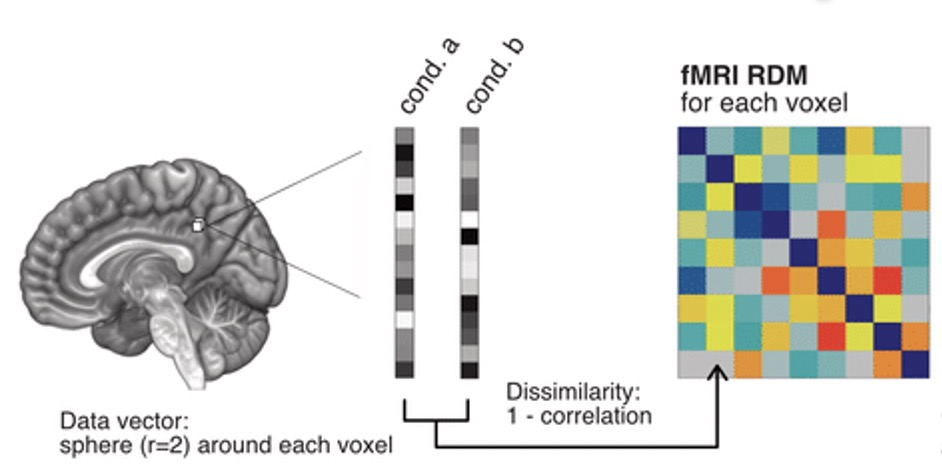 cond. a
cond. b
fMRI RDM
for each voxel
Dissimilarity:
1 - correlation
Data vector:
sphere (r=2) around each voxel